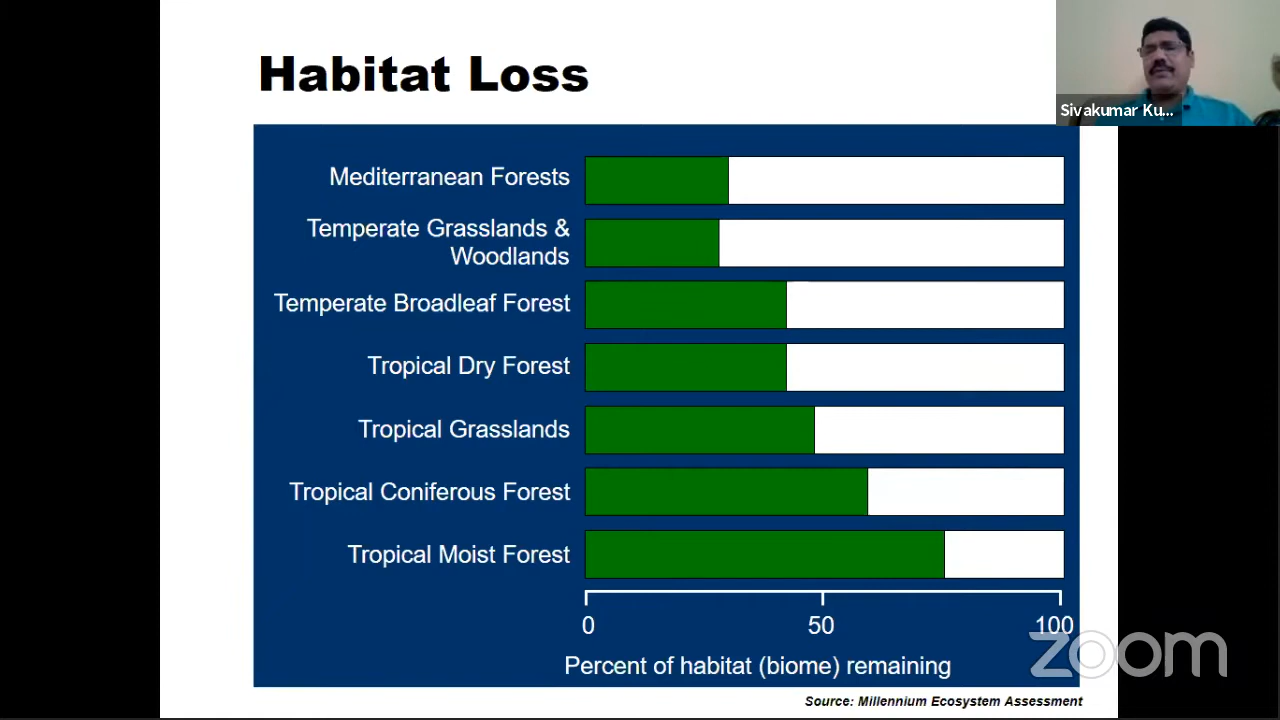 Habitat Loss
Sivakumar Ku...
Mediterranean Forests
Temperate Grasslands &
Woodlands
Temperate Broadleaf Forest
Tropical Dry Forest
Tropical Grasslands
Tropical Coniferous Forest
Tropical Moist Forest
0 50 100
Percent of habitat (biome) remaining
zoom
Source: Millennium Ecosystem Assessment